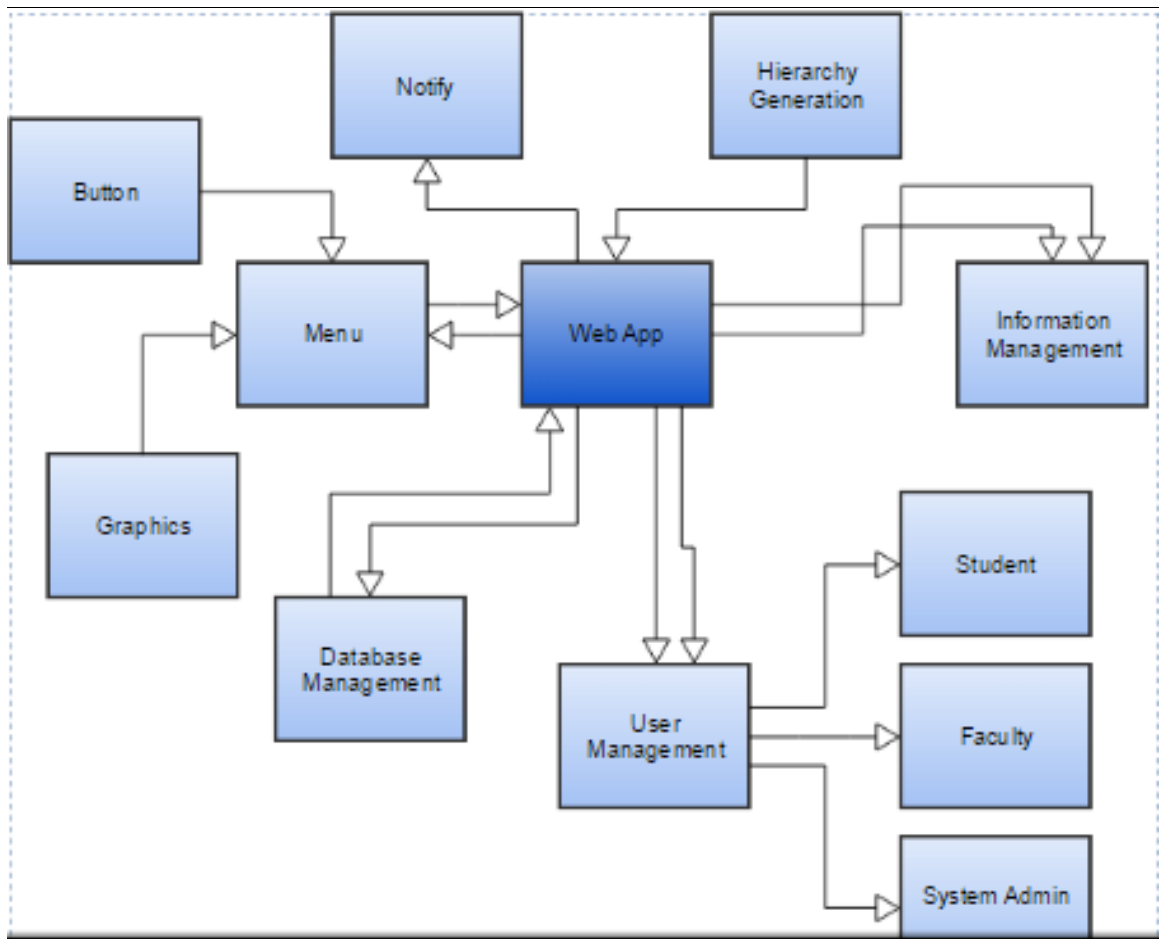 Notify
Hierarchy
Generation
Button
Menu
Web App
Information
Management
Graphics
Student
Database
Management
User
Management
Faculty
System Admin